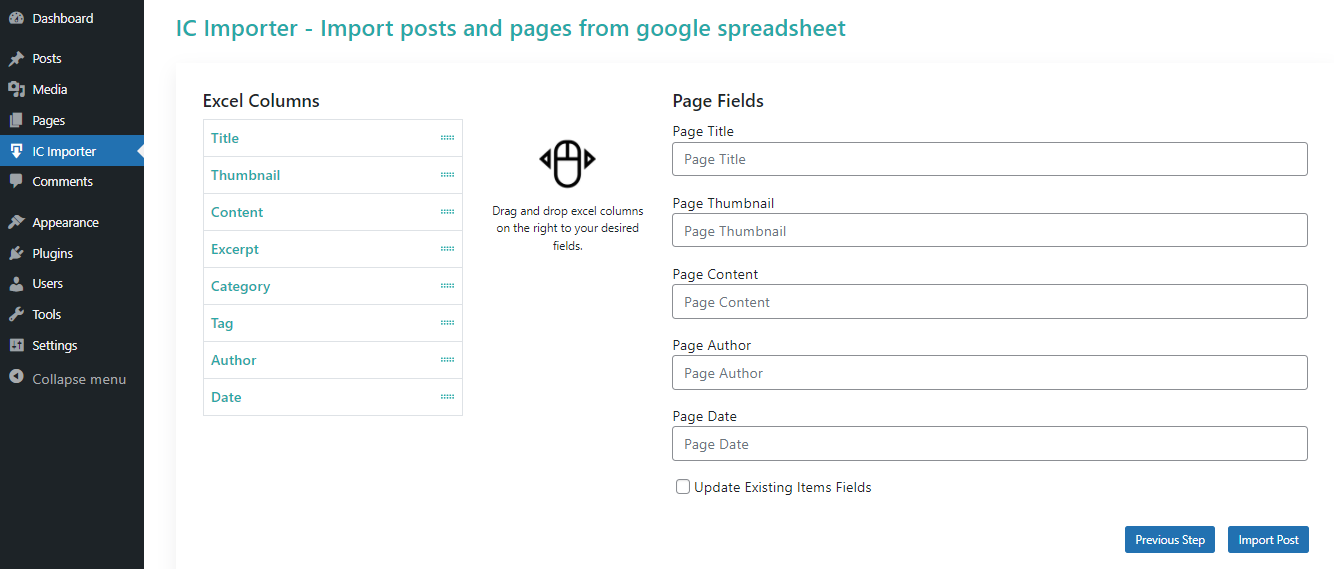 Dashboard
Posts
Media
Pages
IC Importer
Comments
Appearance
Plugins
Users
Tools
Settings
Collapse menu
IC Importer - Import posts and pages from google spreadsheet
Excel Columns
Title
Thumbnail
Content
Excerpt
Category
Tag
Author
Date
Drag and drop excel columns
on the right to your desired
fields.
Page Fields
Page Title
Page Title
Page Thumbnail
Page Thumbnail
Page Content
Page Content
Page Author
Page Author
Page Date
Page Date
Update Existing Items Fields
Previous Step
Import Post